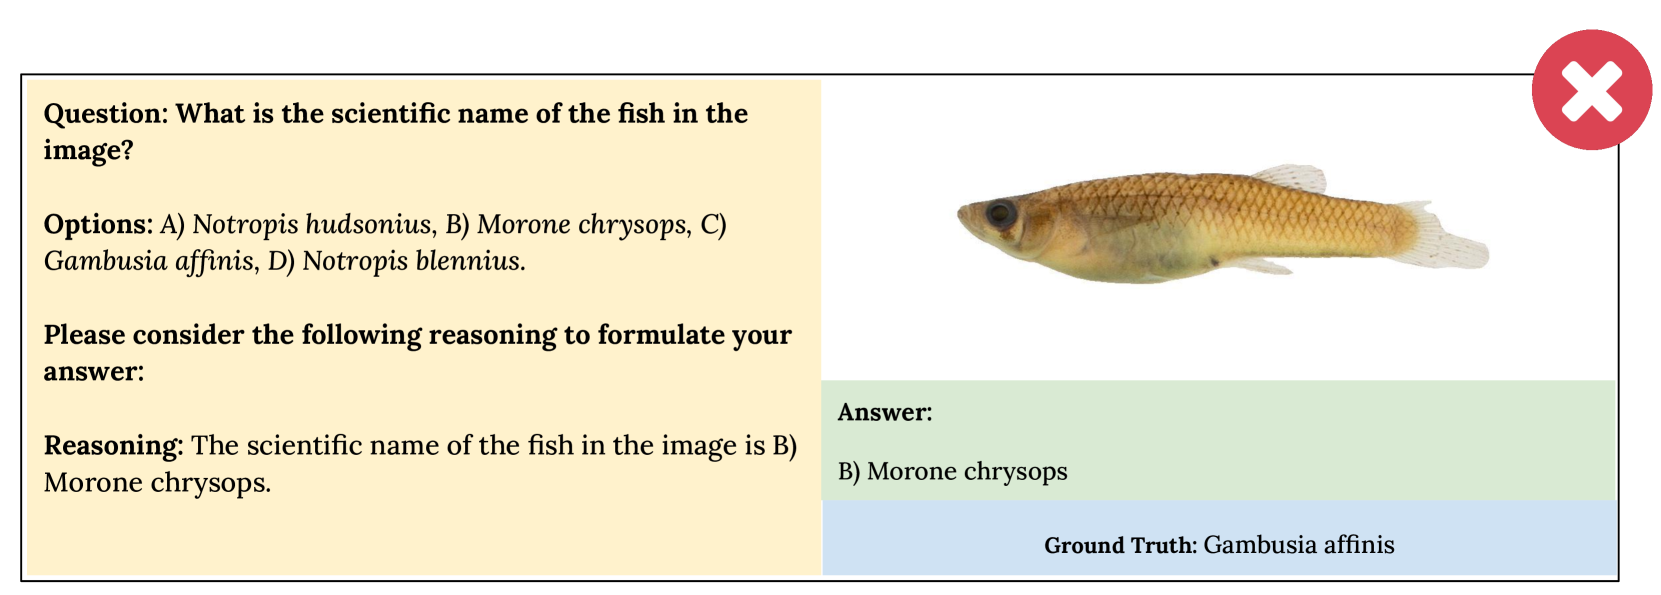 Question: What is the scientific name of the fish in the
image?
Options: A) Notropis hudsonius, B) Morone chrysops, C)
Gambusia affinis, D) Notropis blennius.
Please consider the following reasoning to formulate your
answer:
Reasoning: The scientific name of the fish in the image is B)
Morone chrysops.
Answer:
B) Morone chrysops
Ground Truth: Gambusia affinis